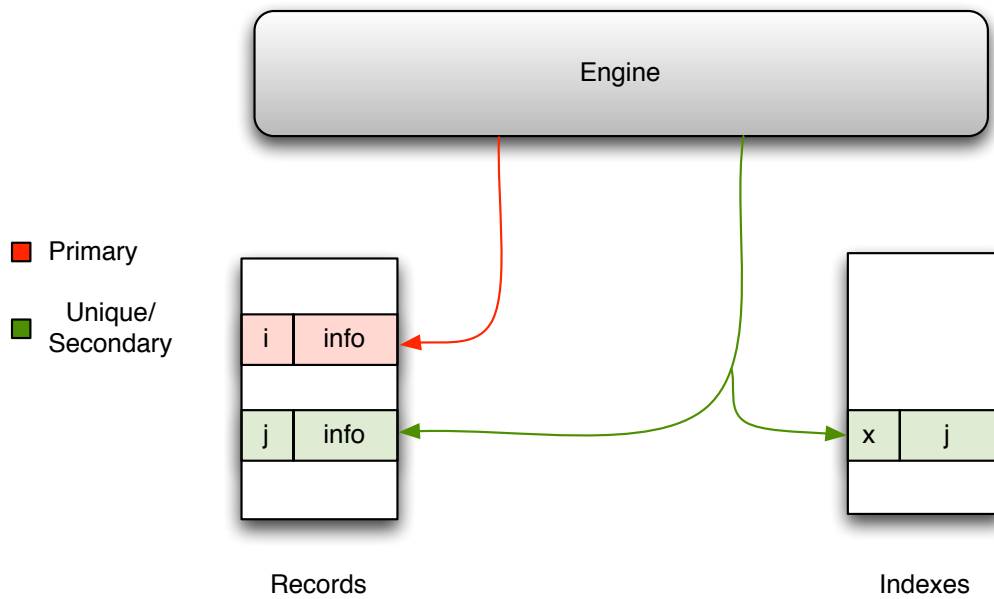 Engine
Primary
Unique/
Secondary
i info
j info
x j
Records
Indexes